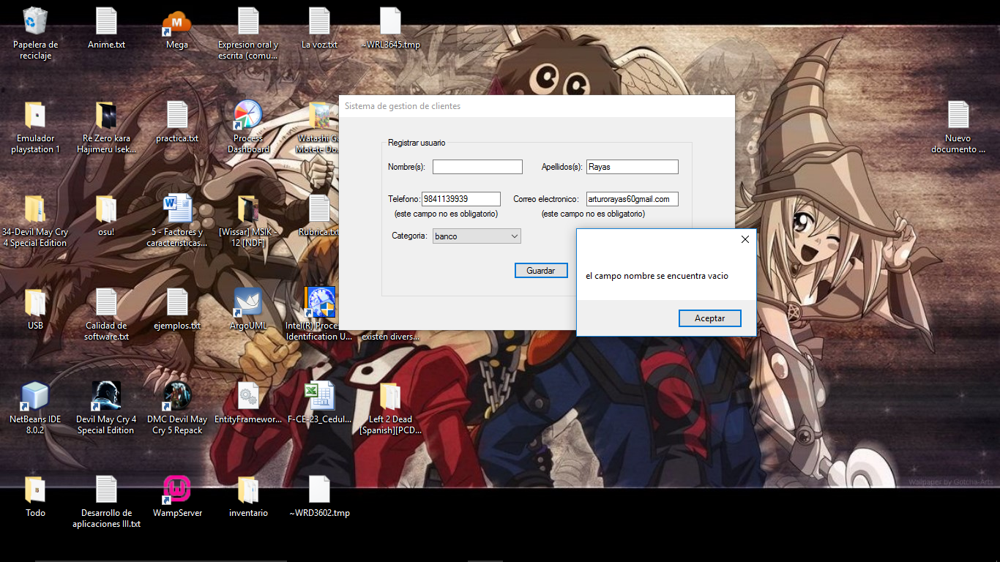 Papelera de
reciclaje
Anime.txt
Mega
Expresion oral y
escrita (comu...
La voz.txt
~WRL3645.tmp
Emulador
playstation 1
Re Zero kara
Hajimeru Isek...
practica.txt
Process
Dashboard
Watashi Ga
Motete Do...
Nuevo
documento ...
34-Devil May Cry
4 Special Edition
osu!
5 - Factores y
caracteristicas...
[Wissar] MSIK -
12 [NDF]
Rubrica.txt
USB
Calidad de
software.txt
ejemplos.txt
ArgoUML
Intel(R) Proce
Identification U...
existen divers...
NetBeans IDE
8.0.2
Devil May Cry 4
Special Edition
DMC Devil May
Cry 5 Repack
EntityFramewor...
F-CE-23_Cedul...
Left 2 Dead
[Spanish][PCD...
Todo
Desarrollo de
aplicaciones III.txt
WampServer
inventario
~WRD3602.tmp
Sistema de gestion de clientes
Registrar usuario
Nombre(s):
Apellidos(s): Rayas
Telefono: 9841139939
Correo electronico: arturorayas60gmail.com
(este campo no es obligatorio)
(este campo no es obligatorio)
Categoria: banco
Guardar
el campo nombre se encuentra vacio
Aceptar
Wallpaper by Gotcha-Arts